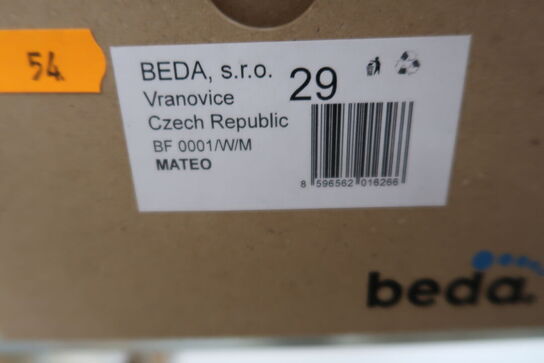 54
BEDA, s.r.o. 29
Vranovice
Czech Republic
BF 0001/W/M
MATEO
8 596562 016266
beda.